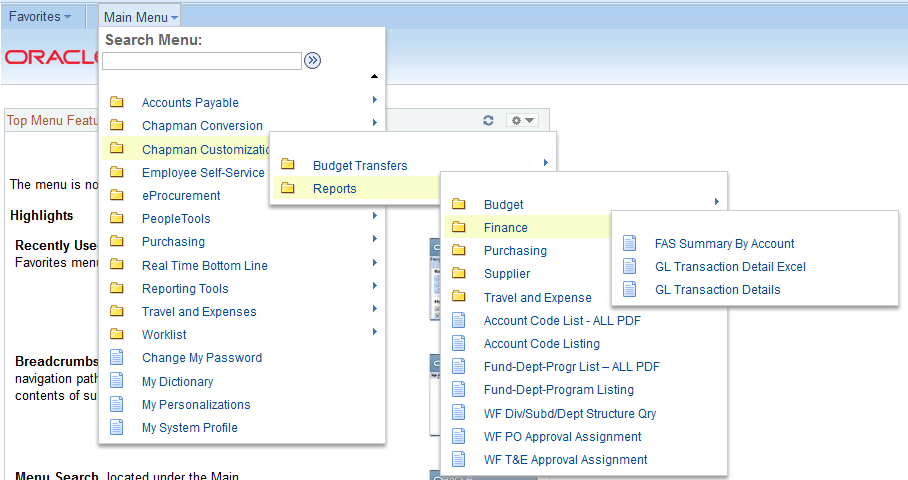 Favorites
Main Menu
ORACL
Search Menu:
Top Menu Featu
Accounts Payable
Chapman Conversion
Chapman Customizatio
Employee Self-Service
eProcurement
PeopleTools
Purchasing
Real Time Bottom Line
Reporting Tools
Travel and Expenses
Worklist
Change My Password
My Dictionary
My Personalizations
My System Profile
Budget Transfers
Reports
Budget
Finance
Purchasing
Supplier
Travel and Expense
Account Code List - ALL PDF
Account Code Listing
Fund-Dept-Progr List – ALL PDF
Fund-Dept-Program Listing
WF Div/Subd/Dept Structure Qry
WF PO Approval Assignment
WF T&E Approval Assignment
FAS Summary By Account
GL Transaction Detail Excel
GL Transaction Details
The menu is no
Highlights
Recently Use
Favorites menu
Breadcrumbs
navigation path
contents of su
Menu Search, located under the Main